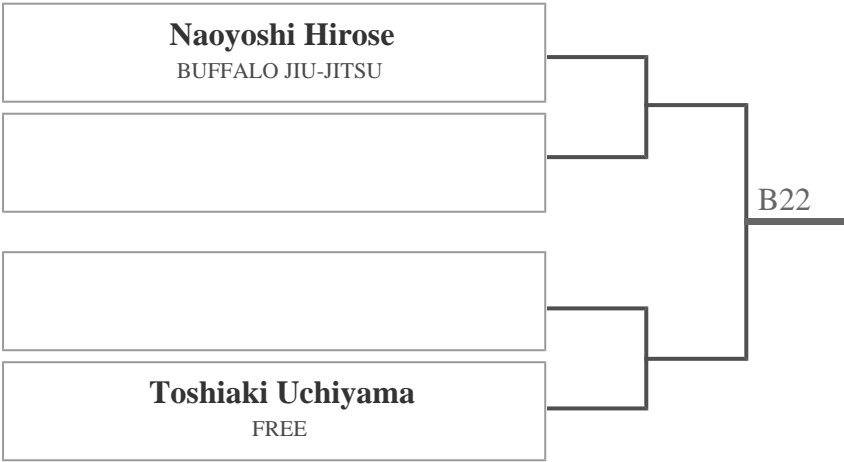 Naoyoshi Hirose
BUFFALO JIU-JITSU
B22
Toshiaki Uchiyama
FREE